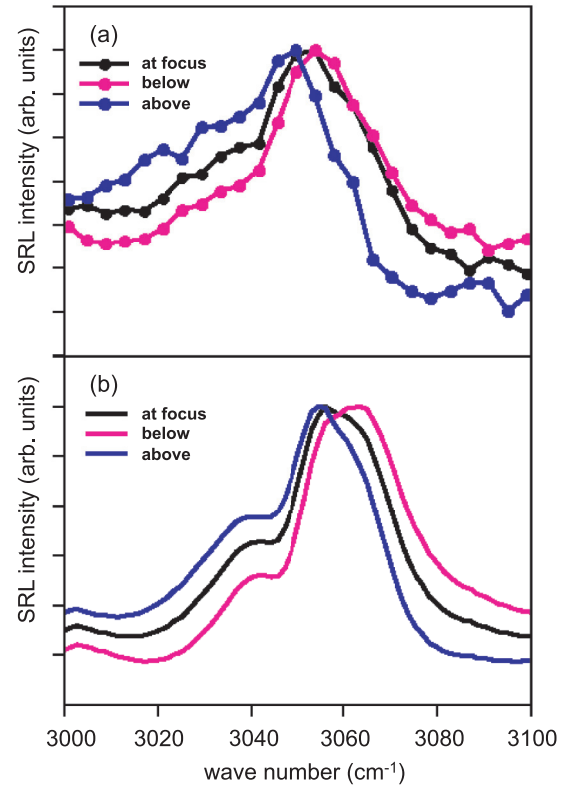 (a)
at focus
below
above
SRL intensity (arb. units)
(b)
at focus
below
above
SRL intensity (arb. units)
3000 3020 3040 3060 3080 3100
wave number (cm⁻¹)